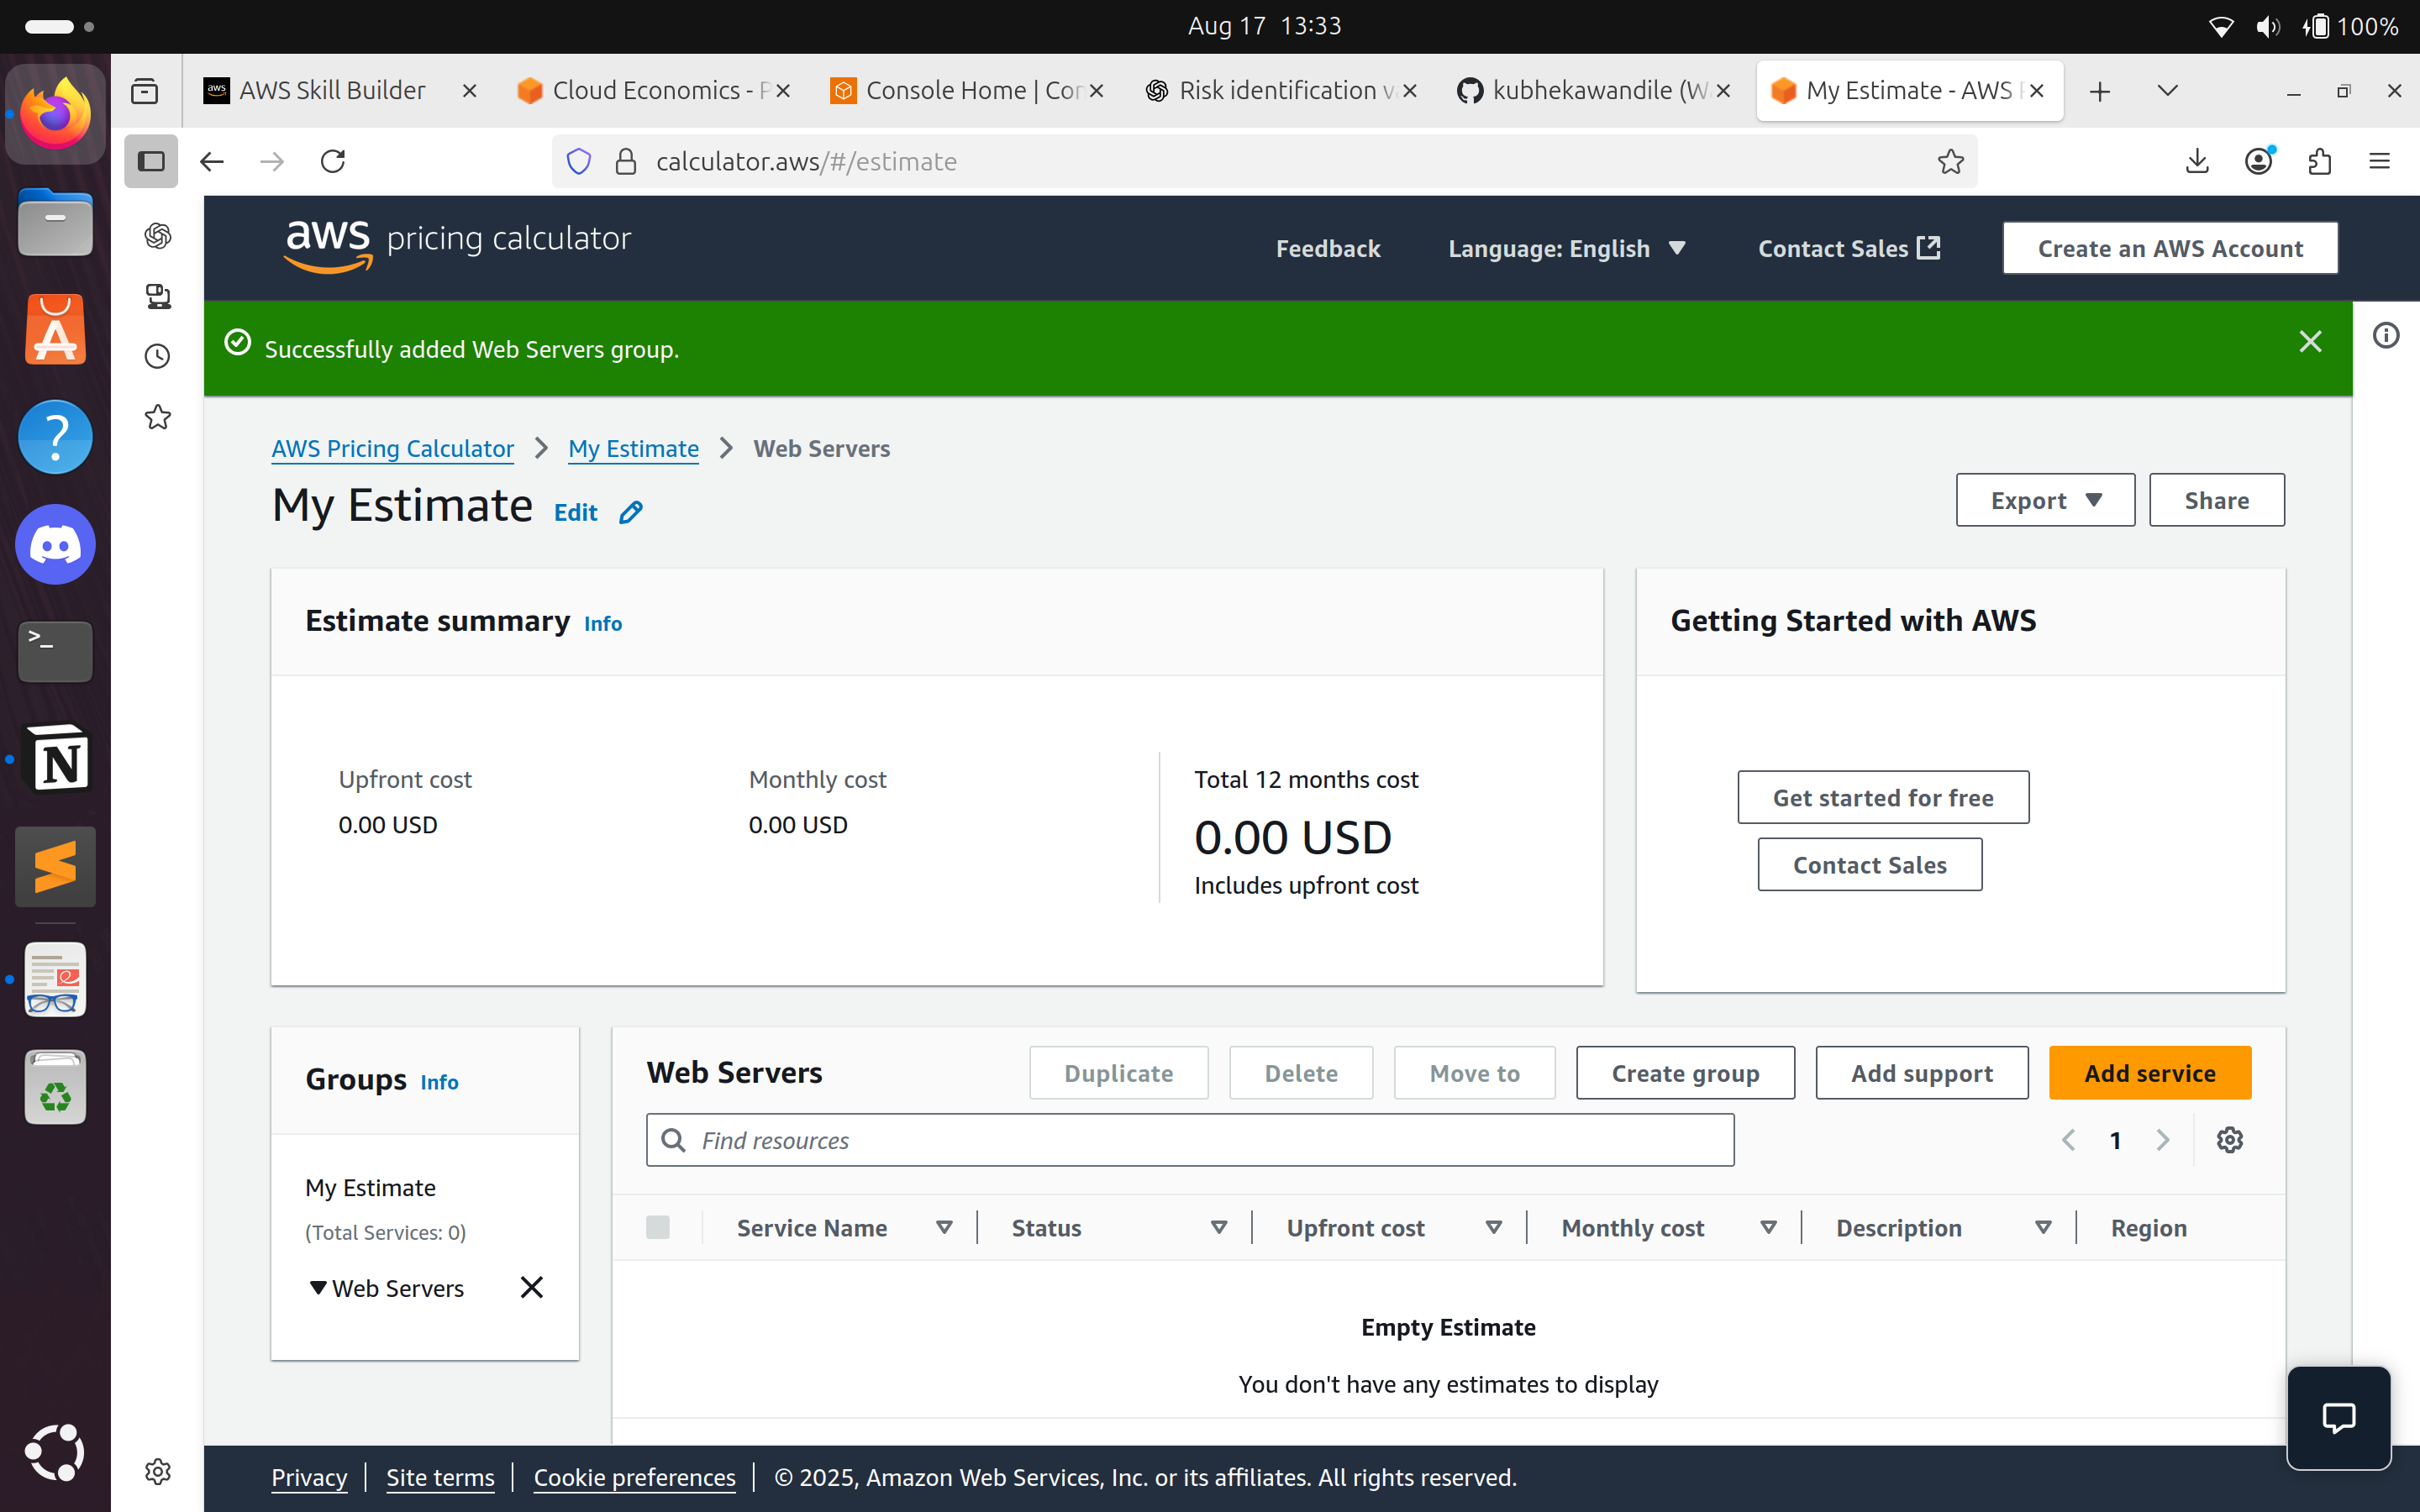 Aug 17 13:33
100%
AWS Skill Builder
Cloud Economics - P
Console Home | Con
Risk identification v
kubhekawandile (W
My Estimate - AWS P
calculator.aws/#/estimate
aws pricing calculator
Feedback
Language: English
Contact Sales
Create an AWS Account
Successfully added Web Servers group.
AWS Pricing Calculator
My Estimate
Web Servers
My Estimate
Edit
Export
Share
Estimate summary
Info
Getting Started with AWS
Upfront cost
0.00 USD
Monthly cost
0.00 USD
Total 12 months cost
0.00 USD
Includes upfront cost
Get started for free
Contact Sales
Groups
Info
My Estimate
(Total Services: 0)
Web Servers
Web Servers
Duplicate
Delete
Move to
Create group
Add support
Add service
Find resources
1
Service Name
Status
Upfront cost
Monthly cost
Description
Region
Empty Estimate
You don't have any estimates to display
Privacy
Site terms
Cookie preferences
© 2025, Amazon Web Services, Inc. or its affiliates. All rights reserved.